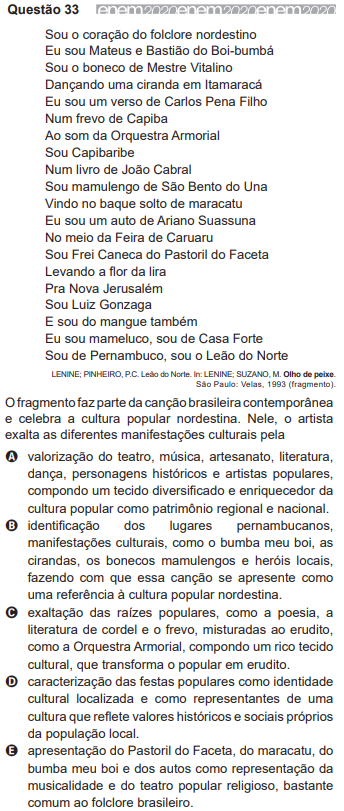 Questão 33 enem2020enem2020enem2020
Sou o coração do folclore nordestino
Eu sou Mateus e Bastião do Boi-bumbá
Sou o boneco de Mestre Vitalino
Dançando uma ciranda em Itamaracá
Eu sou um verso de Carlos Pena Filho
Num frevo de Capiba
Ao som da Orquestra Armorial
Sou Capibaribe
Num livro de João Cabral
Sou mamulengo de São Bento do Una
Vindo no baque solto de maracatu
Eu sou um auto de Ariano Suassuna
No meio da Feira de Caruaru
Sou Frei Caneca do Pastoril do Faceta
Levando a flor da lira
Pra Nova Jerusalém
Sou Luiz Gonzaga
E sou do mangue também
Eu sou mameluco, sou de Casa Forte
Sou de Pernambuco, sou o Leão do Norte
LENINE; PINHEIRO, P.C. Leão do Norte. In: LENINE; SUZANO, M. Olho de peixe.
São Paulo: Velas, 1993 (fragmento).
O fragmento faz parte da canção brasileira contemporânea
e celebra a cultura popular nordestina. Nele, o artista
exalta as diferentes manifestações culturais pela
A valorização do teatro, música, artesanato, literatura,
dança, personagens históricos e artistas populares,
compondo um tecido diversificado e enriquecedor da
cultura popular como patrimônio regional e nacional.
B identificação dos lugares pernambucanos,
manifestações culturais, como o bumba meu boi, as
cirandas, os bonecos mamulengos e heróis locais,
fazendo com que essa canção se apresente como
uma referência à cultura popular nordestina.
C exaltação das raízes populares, como a poesia, a
literatura de cordel e o frevo, misturadas ao erudito,
como a Orquestra Armorial, compondo um rico tecido
cultural, que transforma o popular em erudito.
D caracterização das festas populares como identidade
cultural localizada e como representantes de uma
cultura que reflete valores históricos e sociais próprios
da população local.
E apresentação do Pastoril do Faceta, do maracatu, do
bumba meu boi e dos autos como representação da
musicalidade e do teatro popular religioso, bastante
comum ao folclore brasileiro.